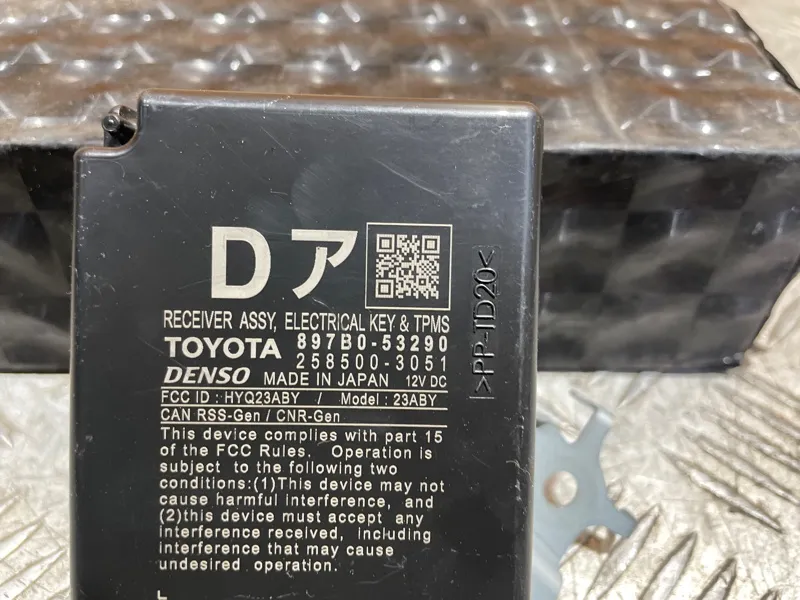 Dア
RECEIVER ASSY, ELECTRICAL KEY & TPMS
TOYOTA 897B0-53290
258500-3051
DENSO MADE IN JAPAN 12V DC
FCC ID : HYQ23ABY / Model : 23ABY
CAN RSS-Gen / CNR-Gen
This device complies with part 15
of the FCC Rules. Operation is
subject to the following two
conditions:(1)This device may not
cause harmful interference, and
(2)this device must accept any
interference received, including
interference that may cause
undesired operation.
>PP-TD20<